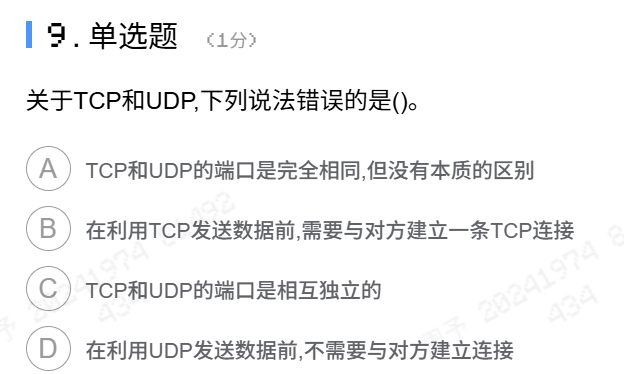 9.单选题 (1分)
关于TCP和UDP,下列说法错误的是()。
A TCP和UDP的端口是完全相同,但没有本质的区别
B 在利用TCP发送数据前,需要与对方建立一条TCP连接
C TCP和UDP的端口是相互独立的
D 在利用UDP发送数据前,不需要与对方建立连接